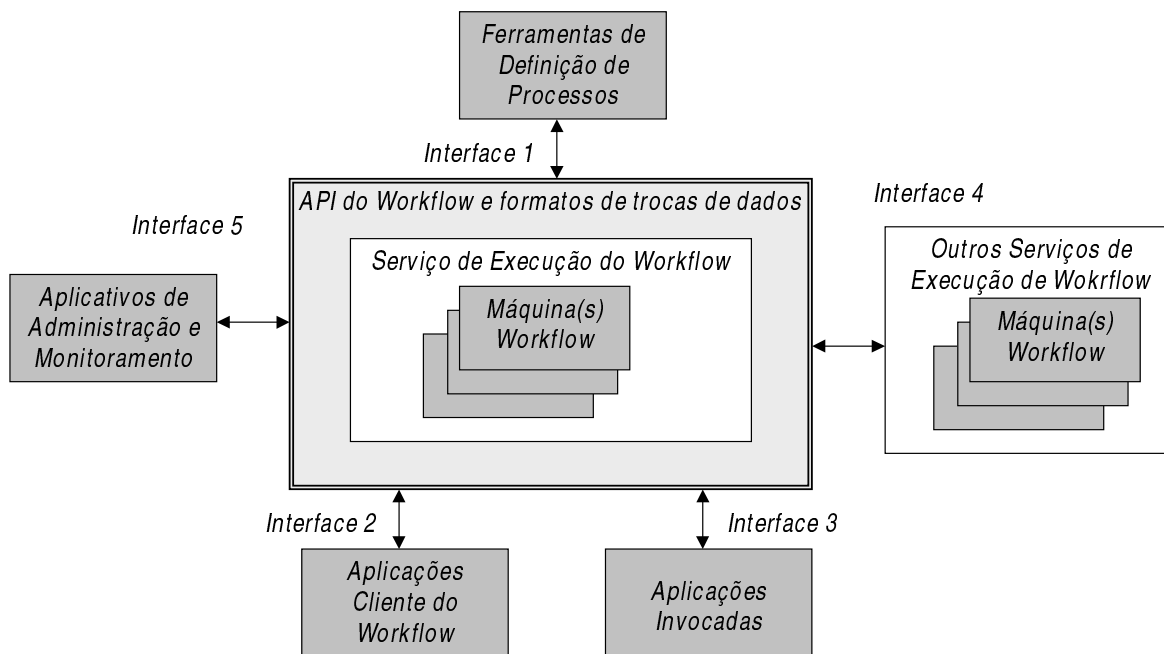 Ferramentas de
Definição de
Processos
Interface 1
API do Workflow e formatos de trocas de dados
Interface 4
Interface 5
Serviço de Execução do Workflow
Máquina(s)
Workflow
Outros Serviços de
Execução de Wokrflow
Máquina(s)
Workflow
Aplicativos de
Administração e
Monitoramento
Interface 2
Interface 3
Aplicações
Cliente do
Workflow
Aplicações
Invocadas